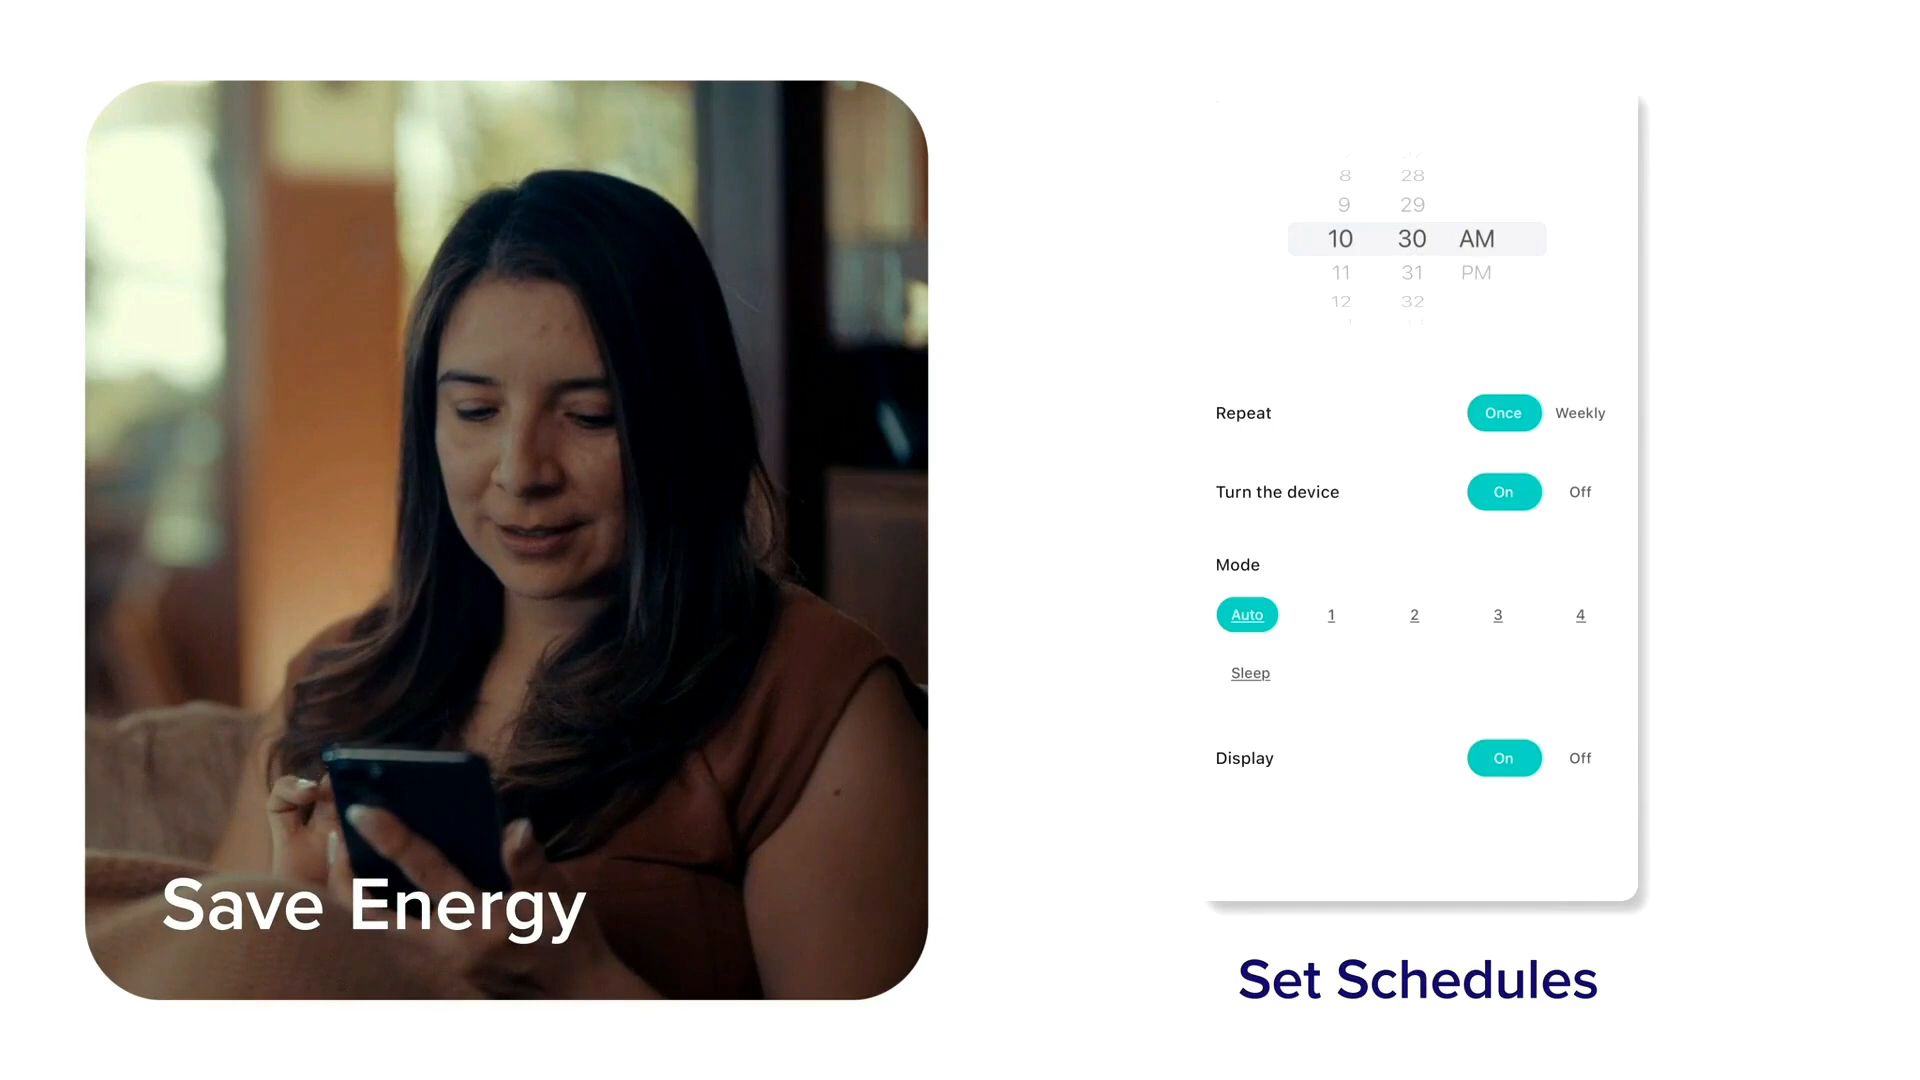 Save Energy
8 28
9 29
10 30 AM
11 31 PM
12 32
Repeat Once Weekly
Turn the device On Off
Mode
Auto 1 2 3 4
Sleep
Display On Off
Set Schedules